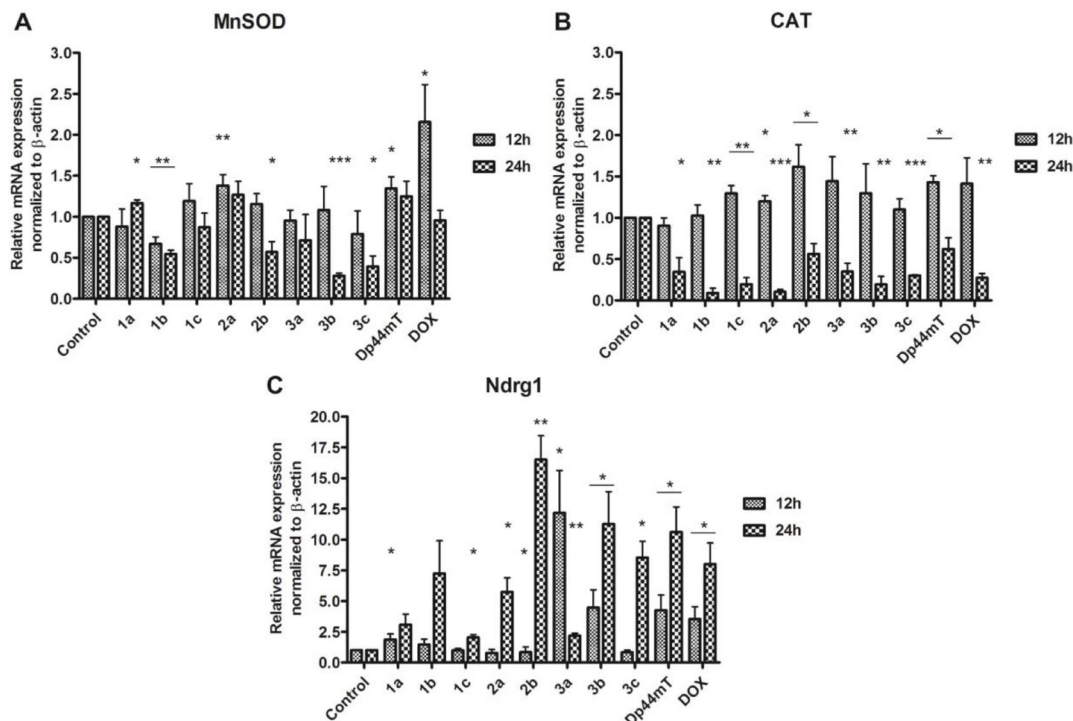 A
MnSOD
Relative mRNA expression
normalized to β-actin
3.0
2.5
2.0
1.5
1.0
0.5
0.0
* ** ** * *** * * *
Control 1a 1b 1c 2a 2b 3a 3b 3c Dp44mT DOX
12h
24h
B
CAT
Relative mRNA expression
normalized to β-actin
3.0
2.5
2.0
1.5
1.0
0.5
0.0
* ** ** * *** * ** ** *** * **
Control 1a 1b 1c 2a 2b 3a 3b 3c Dp44mT DOX
12h
24h
C
Ndrg1
Relative mRNA expression
normalized to β-actin
20.0
17.5
15.0
12.5
10.0
7.5
5.0
2.5
0.0
* * * * ** * ** * * * *
Control 1a 1b 1c 2a 2b 3a 3b 3c Dp44mT DOX
12h
24h